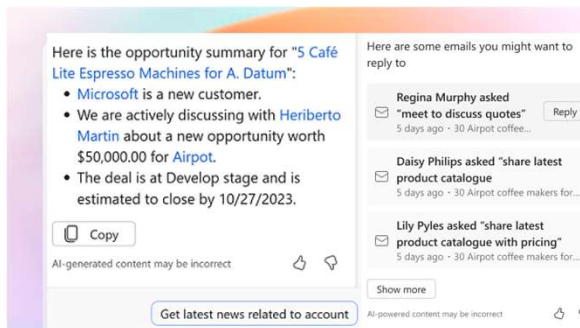 Here is the opportunity summary for "5 Café
Lite Espresso Machines for A. Datum":
• Microsoft is a new customer.
• We are actively discussing with Heriberto
Martin about a new opportunity worth
$50,000.00 for Airpot.
• The deal is at Develop stage and is
estimated to close by 10/27/2023.
Copy
AI-generated content may be incorrect
Get latest news related to account
Here are some emails you might want to
reply to
Regina Murphy asked
"meet to discuss quotes"
Reply
5 days ago • 30 Airpot coffee...
Daisy Philips asked "share latest
product catalogue
5 days ago • 30 Airpot coffee makers for...
Lily Pyles asked "share latest
product catalogue with pricing"
5 days ago • 30 Airpot coffee makers for...
Show more
AI-powered content may be incorrect